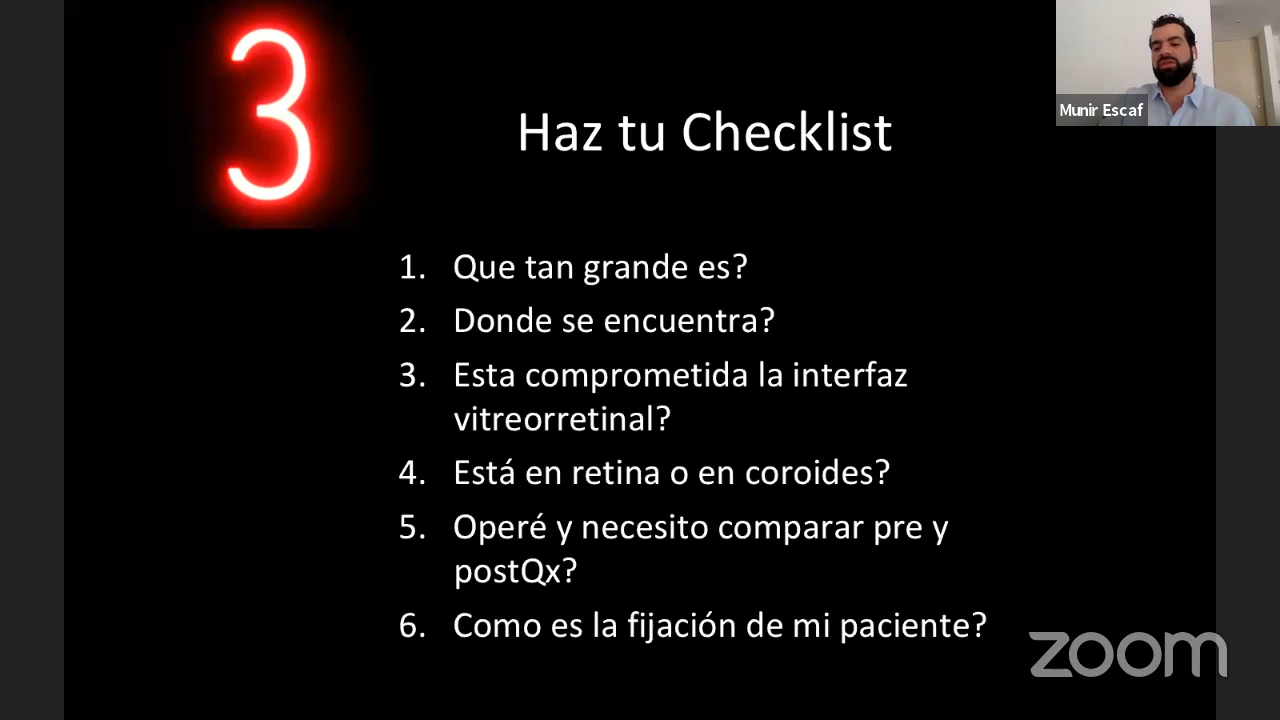 3
Haz tu Checklist
Munir Escaf
1. Que tan grande es?
2. Donde se encuentra?
3. Esta comprometida la interfaz
vitreorretinal?
4. Está en retina o en coroides?
5. Operé y necesito comparar pre y
postQx?
6. Como es la fijación de mi paciente?
zoom